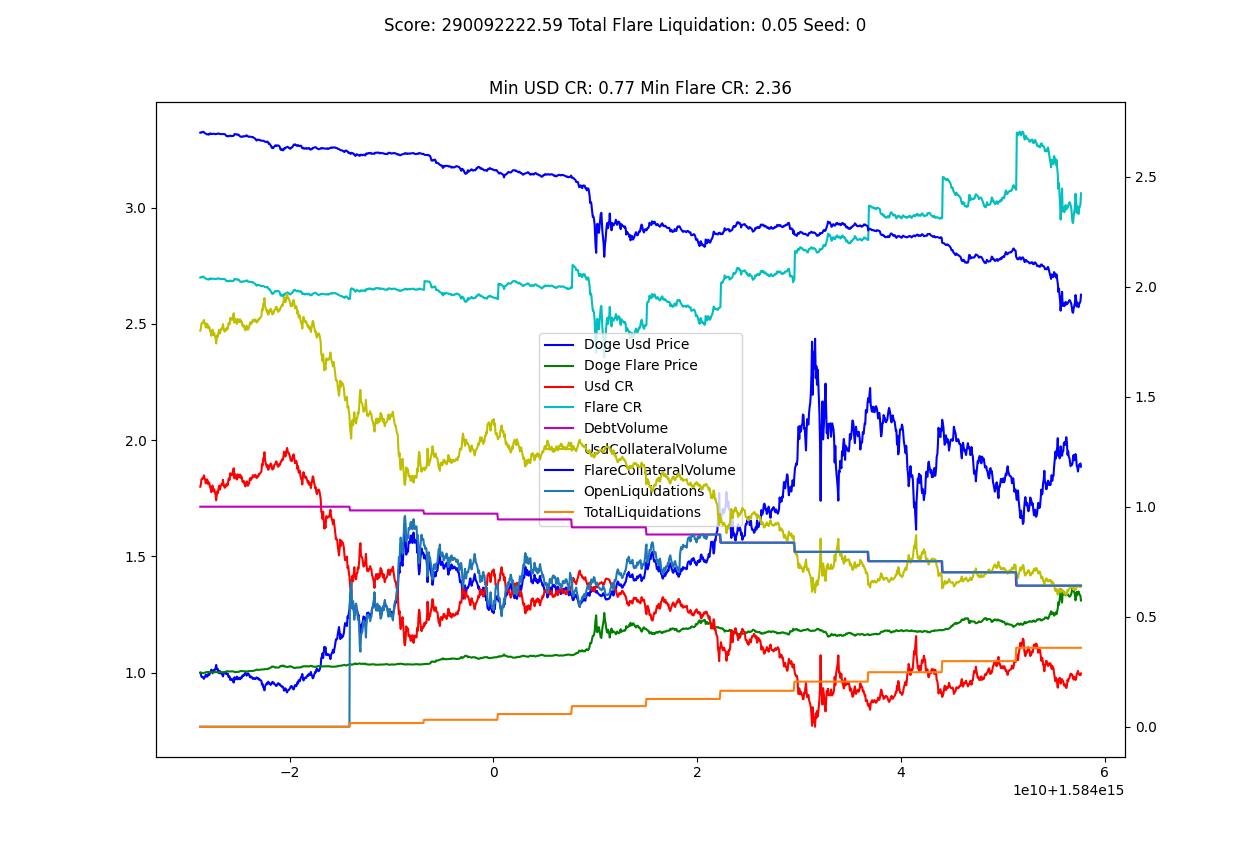 Score: 290092222.59 Total Flare Liquidation: 0.05 Seed: 0
Min USD CR: 0.77 Min Flare CR: 2.36
3.0
2.5
2.0
1.5
1.0
2.5
2.0
1.5
1.0
0.5
0.0
Doge Usd Price
Doge Flare Price
Usd CR
Flare CR
DebtVolume
UsdCollateralVolume
FlareCollateralVolume
OpenLiquidations
TotalLiquidations
−2 0 2 4 6
1e10+1.584e15